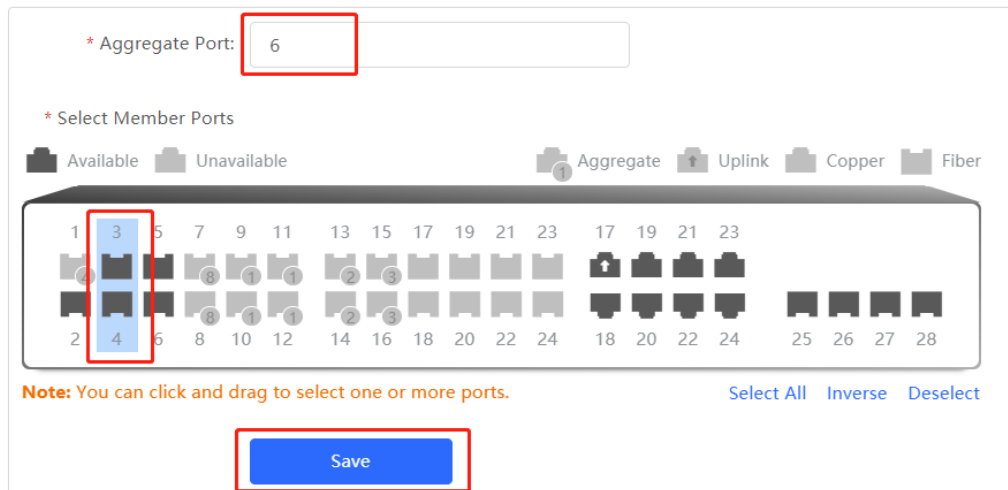 * Aggregate Port: 6
* Select Member Ports
Available Unavailable 1 Aggregate Uplink Copper Fiber
1 3 5 7 9 11 13 15 17 19 21 23 17 19 21 23
4 8 1 1 2 3
8 1 1 2 3
2 4 6 8 10 12 14 16 18 20 22 24 18 20 22 24 25 26 27 28
Note: You can click and drag to select one or more ports. Select All Inverse Deselect
Save